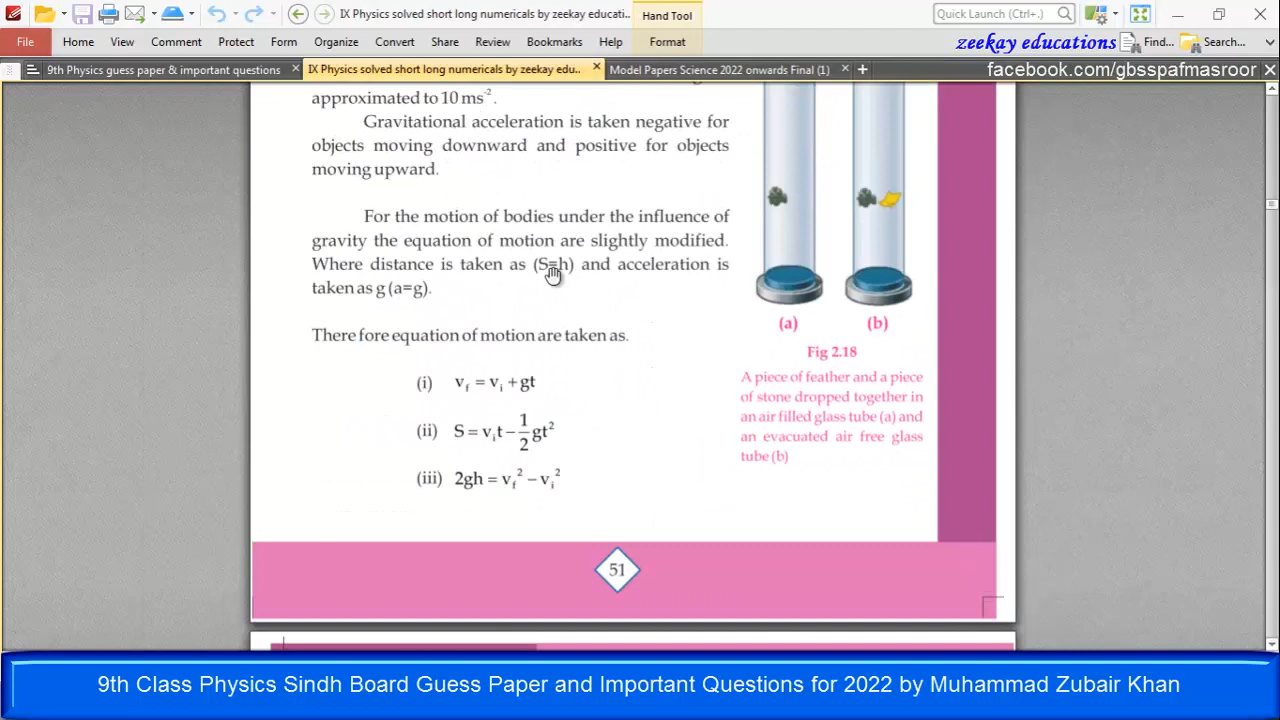 IX Physics solved short long numericals by zeekay educati..
Hand Tool
Quick Launch (Ctrl+.)
File Home View Comment Protect Form Organize Convert Share Review Bookmarks Help Format
zeekay educations
Find...
Search...
9th Physics guess paper & important questions
IX Physics solved short long numericals by zeekay edu..
Model Papers Science 2022 onwards Final (1)
facebook.com/gbsspafmasroor
approximated to 10 ms⁻².
Gravitational acceleration is taken negative for
objects moving downward and positive for objects
moving upward.
For the motion of bodies under the influence of
gravity the equation of motion are slightly modified.
Where distance is taken as (S=h) and acceleration is
taken as g (a=g).
There fore equation of motion are taken as.
(i) v_f = v_i + gt
(ii) S = v_i t − 1/2 gt²
(iii) 2gh = v_f² − v_i²
(a) (b)
Fig 2.18
A piece of feather and a piece
of stone dropped together in
an air filled glass tube (a) and
an evacuated air free glass
tube (b)
51
9th Class Physics Sindh Board Guess Paper and Important Questions for 2022 by Muhammad Zubair Khan